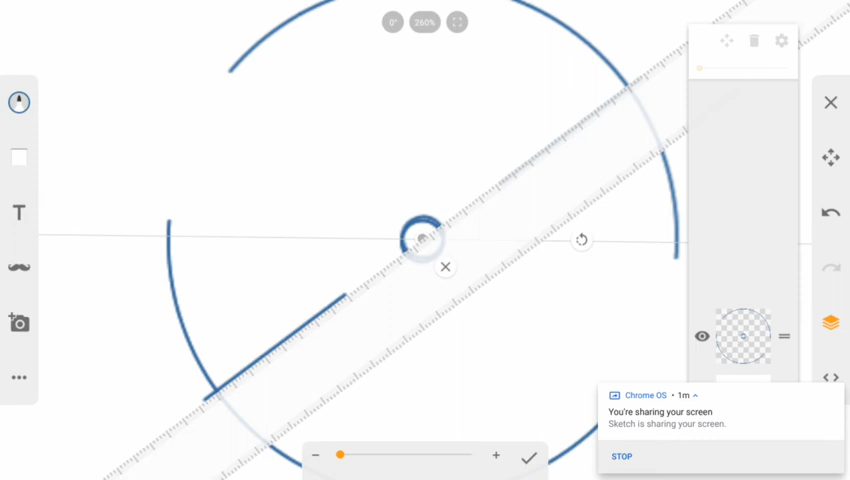 0°
260%
T
Chrome OS • 1m
You're sharing your screen
Sketch is sharing your screen.
STOP